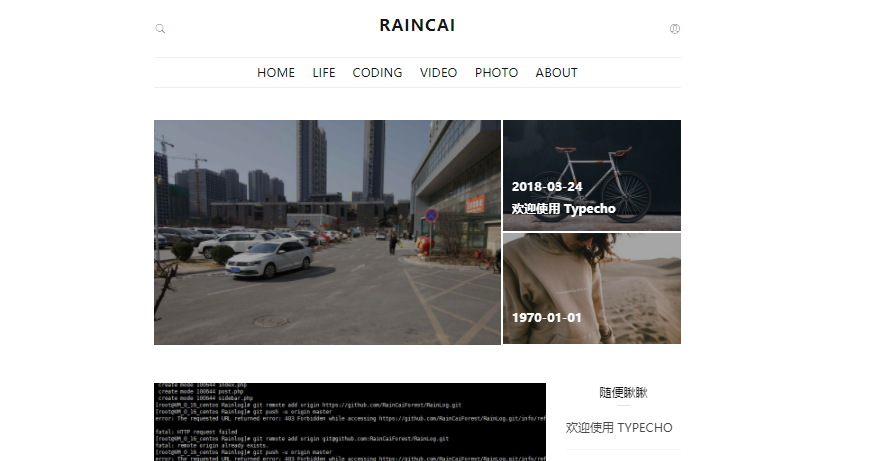 RAINCAI
HOME LIFE CODING VIDEO PHOTO ABOUT
2018-03-24
欢迎使用 Typecho
1970-01-01
create mode 100644 index.php
create mode 100644 post.php
create mode 100644 sidebar.php
[root@VM_0_16_centos Rainlog]# git remote add origin https://github.com/RainCaiForest/RainLog.git
[root@VM_0_16_centos Rainlog]# git push -u origin master
error: The requested URL returned error: 403 Forbidden while accessing https://github.com/RainCaiForest/RainLog.git/info/ref
fatal: HTTP request failed
[root@VM_0_16_centos Rainlog]# git remote add origin git@github.com:RainCaiForest/RainLog.git
fatal: remote origin already exists.
[root@VM_0_16_centos Rainlog]# git push -u origin master
error: The requested URL returned error: 403 Forbidden while accessing https://github.com/RainCaiForest/RainLog.git/info/ref
随便瞅瞅
欢迎使用 TYPECHO